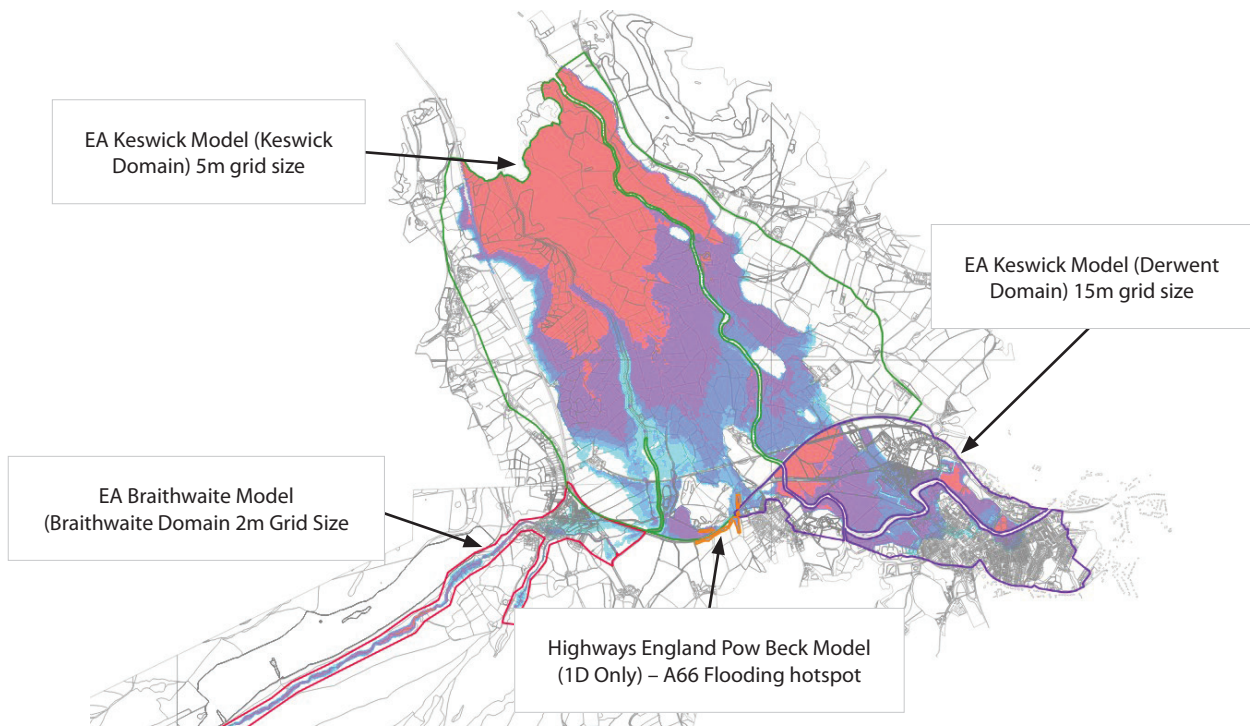 EA Keswick Model (Keswick
Domain) 5m grid size
EA Keswick Model (Derwent
Domain) 15m grid size
EA Braithwaite Model
(Braithwaite Domain 2m Grid Size
Highways England Pow Beck Model
(1D Only) – A66 Flooding hotspot